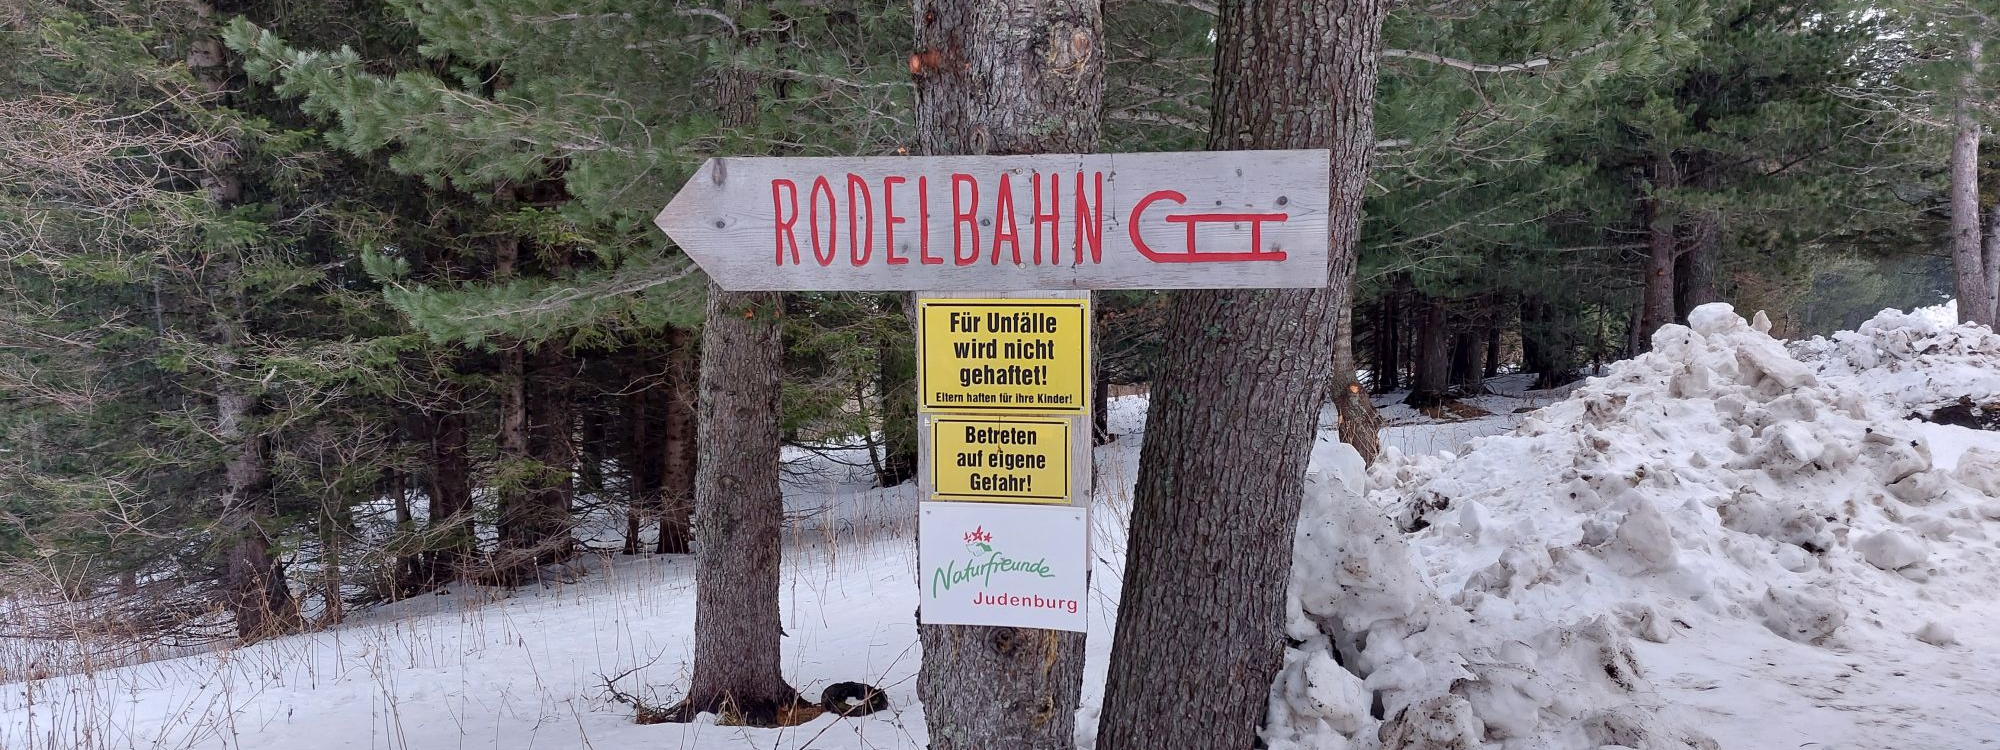 RODELBAHN
Für Unfälle
wird nicht
gehaftet!
Eltern haften für ihre Kinder!
Betreten
auf eigene
Gefahr!
Naturfreunde
Judenburg